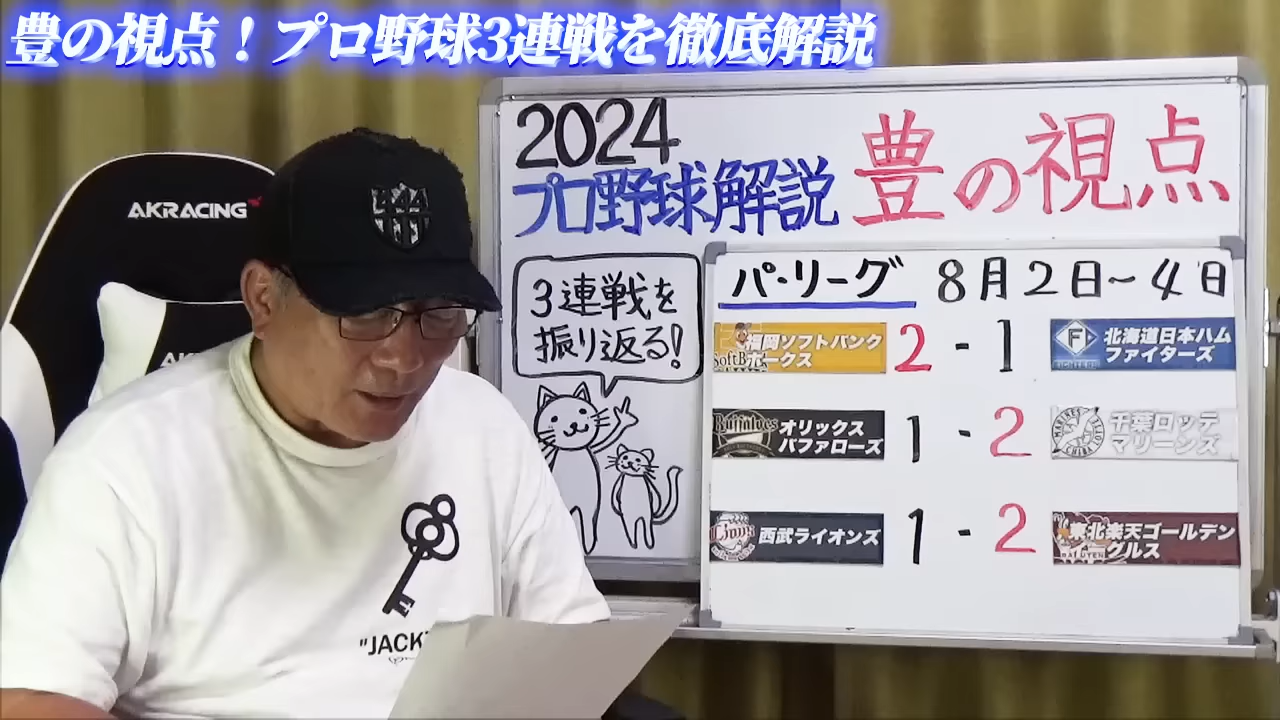 豊の視点！プロ野球3連戦を徹底解説
AKRACING
2024
プロ野球解説
豊の視点
3連戦を
振り返る!
パ・リーグ 8月2日~4日
福岡ソフトバンク
ホークス
2 - 1
北海道日本ハム
ファイターズ
FIGHTERS
Buffaloes
オリックス
バファローズ
1 - 2
MARINES
CHIBA
LOTTE
千葉ロッテ
マリーンズ
Lions
西武ライオンズ
1 - 2
東北楽天ゴールデン
イーグルス
"JACK